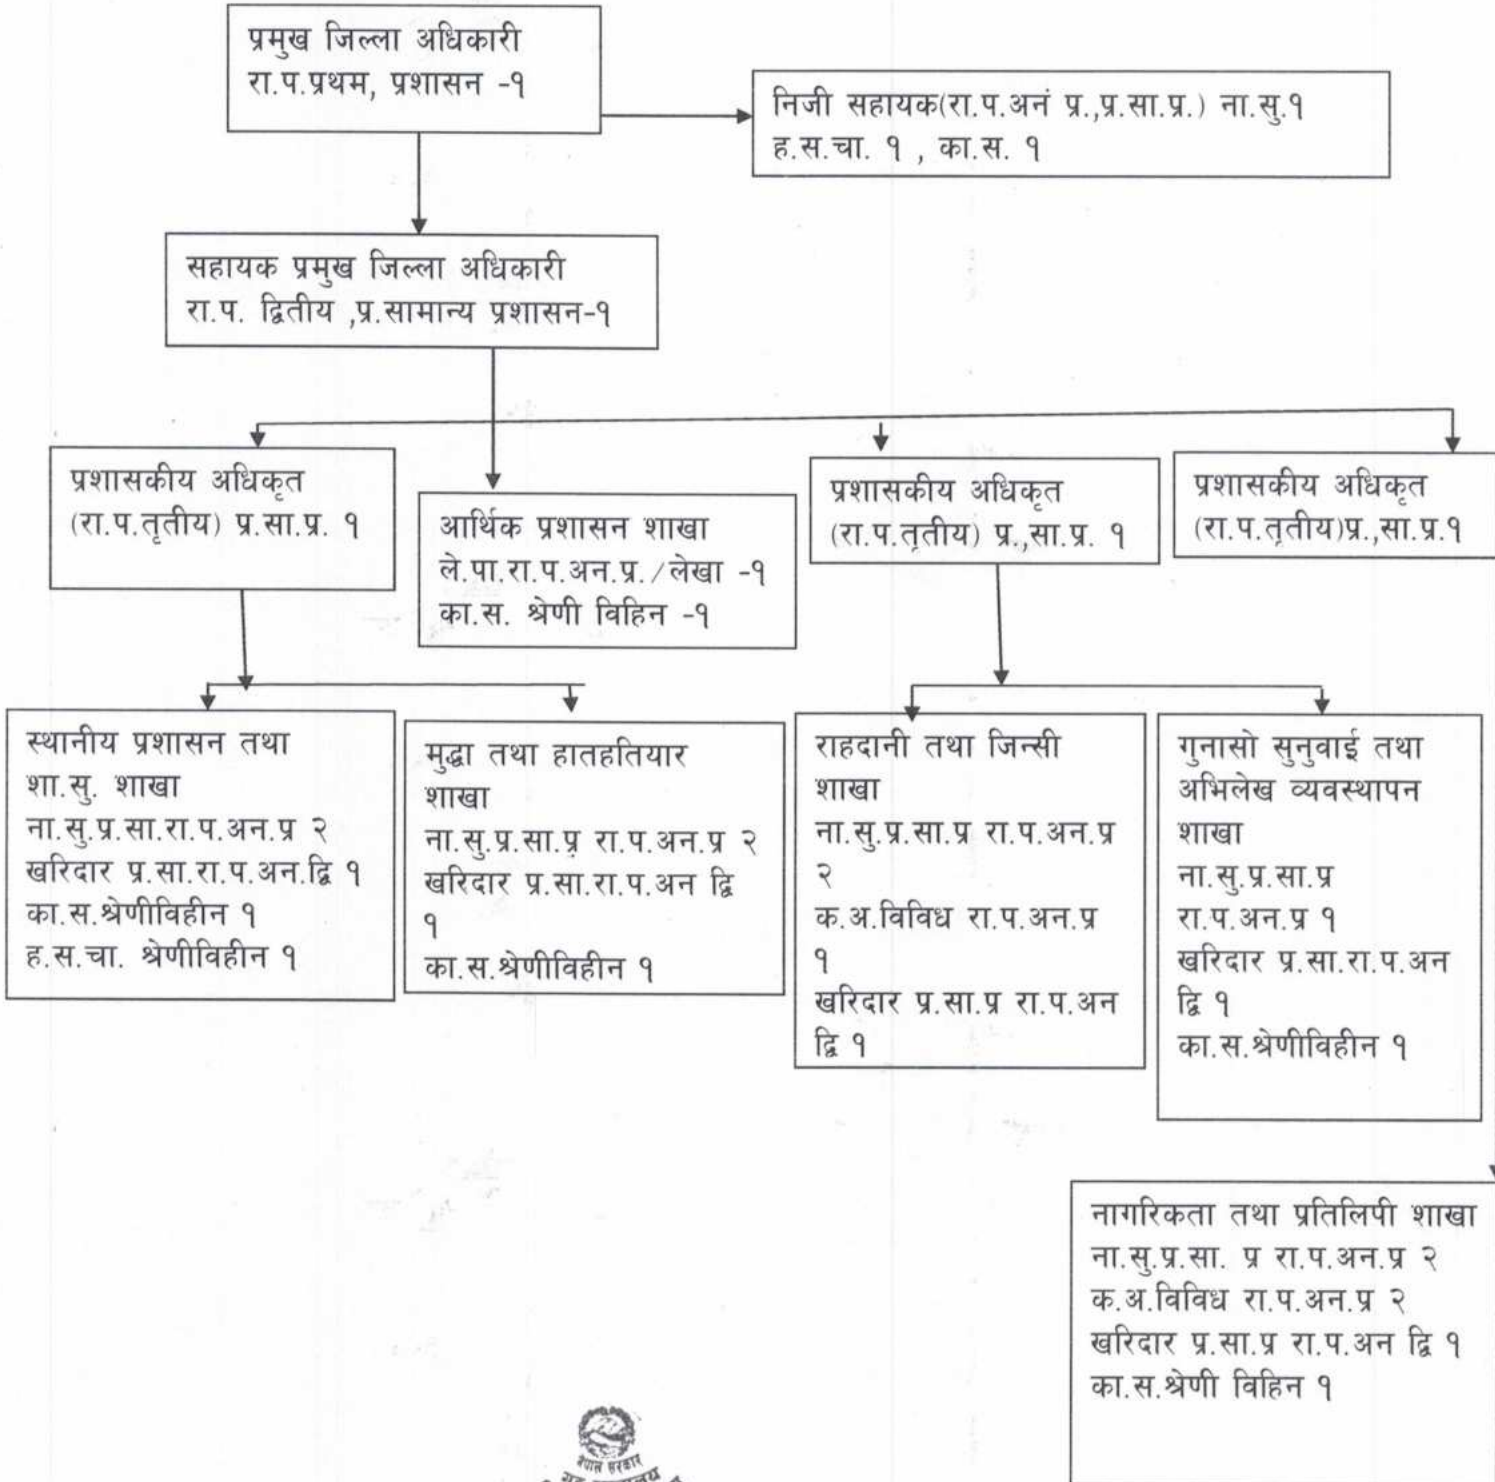 प्रमुख जिल्ला अधिकारी
रा.प.प्रथम, प्रशासन -१
निजी सहायक(रा.प.अनं प्र.,प्र.सा.प्र.) ना.सु.१
ह.स.चा. १ , का.स. १
सहायक प्रमुख जिल्ला अधिकारी
रा.प. द्वितीय ,प्र.सामान्य प्रशासन-१
प्रशासकीय अधिकृत
(रा.प.तृतीय) प्र.सा.प्र. १
आर्थिक प्रशासन शाखा
ले.पा.रा.प.अन.प्र./लेखा -१
का.स. श्रेणी विहिन -१
प्रशासकीय अधिकृत
(रा.प.तृतीय) प्र.,सा.प्र. १
प्रशासकीय अधिकृत
(रा.प.तृतीय)प्र.,सा.प्र.१
स्थानीय प्रशासन तथा
शा.सु. शाखा
ना.सु.प्र.सा.रा.प.अन.प्र २
खरिदार प्र.सा.रा.प.अन.द्वि १
का.स.श्रेणीविहीन १
ह.स.चा. श्रेणीविहीन १
मुद्धा तथा हातहतियार
शाखा
ना.सु.प्र.सा.प्र रा.प.अन.प्र २
खरिदार प्र.सा.रा.प.अन द्वि
१
का.स.श्रेणीविहीन १
राहदानी तथा जिन्सी
शाखा
ना.सु.प्र.सा.प्र रा.प.अन.प्र
२
क.अ.विविध रा.प.अन.प्र
१
खरिदार प्र.सा.प्र रा.प.अन
द्वि १
गुनासो सुनुवाई तथा
अभिलेख व्यवस्थापन
शाखा
ना.सु.प्र.सा.प्र
रा.प.अन.प्र १
खरिदार प्र.सा.रा.प.अन
द्वि १
का.स.श्रेणीविहीन १
नागरिकता तथा प्रतिलिपी शाखा
ना.सु.प्र.सा. प्र रा.प.अन.प्र २
क.अ.विविध रा.प.अन.प्र २
खरिदार प्र.सा.प्र रा.प.अन द्वि १
का.स.श्रेणी विहिन १
नेपाल सरकार